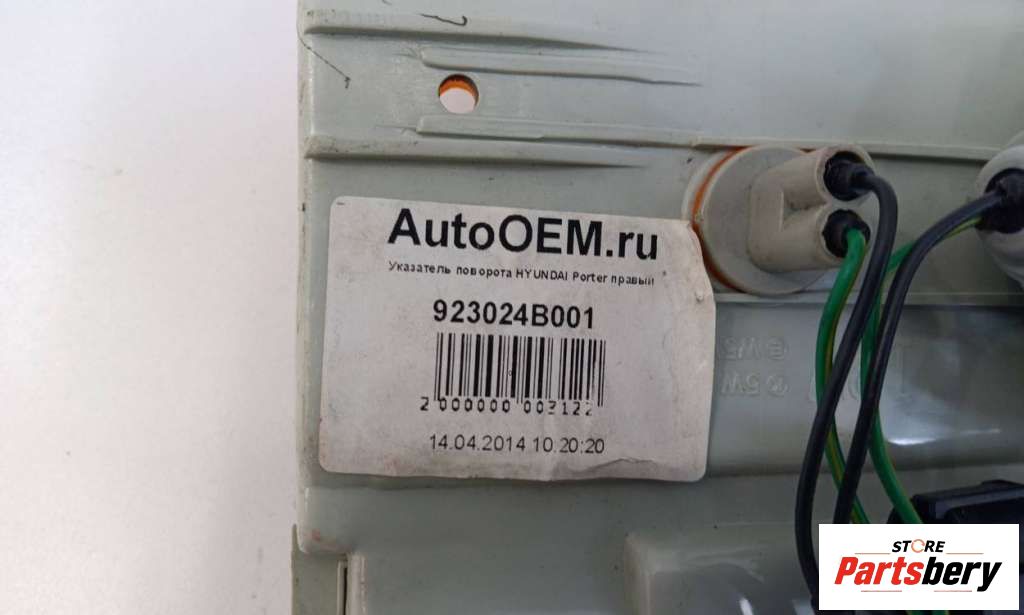 AutoOEM.ru
Указатель поворота HYUNDAI Porter правый
923024B001
2 000000 003122
14.04.2014 10:20:20
5W
STORE
Partsbery